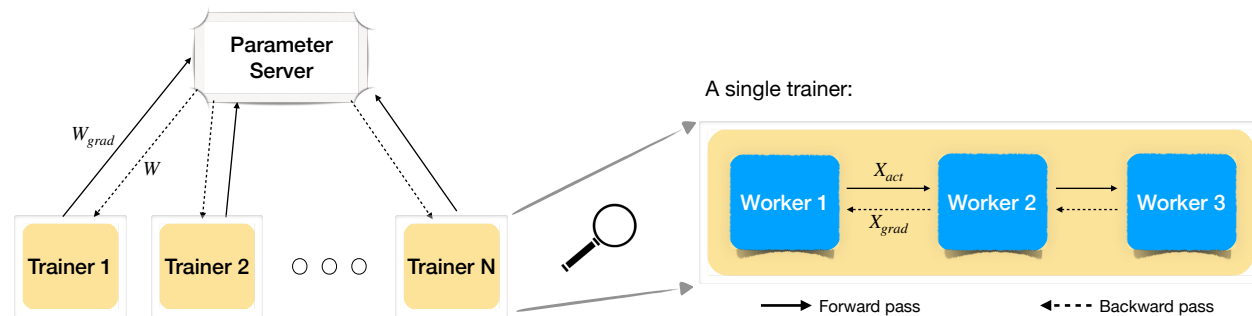 Parameter
Server
W_grad
W
Trainer 1
Trainer 2
Trainer N
A single trainer:
Worker 1
X_act
X_grad
Worker 2
Worker 3
Forward pass
Backward pass